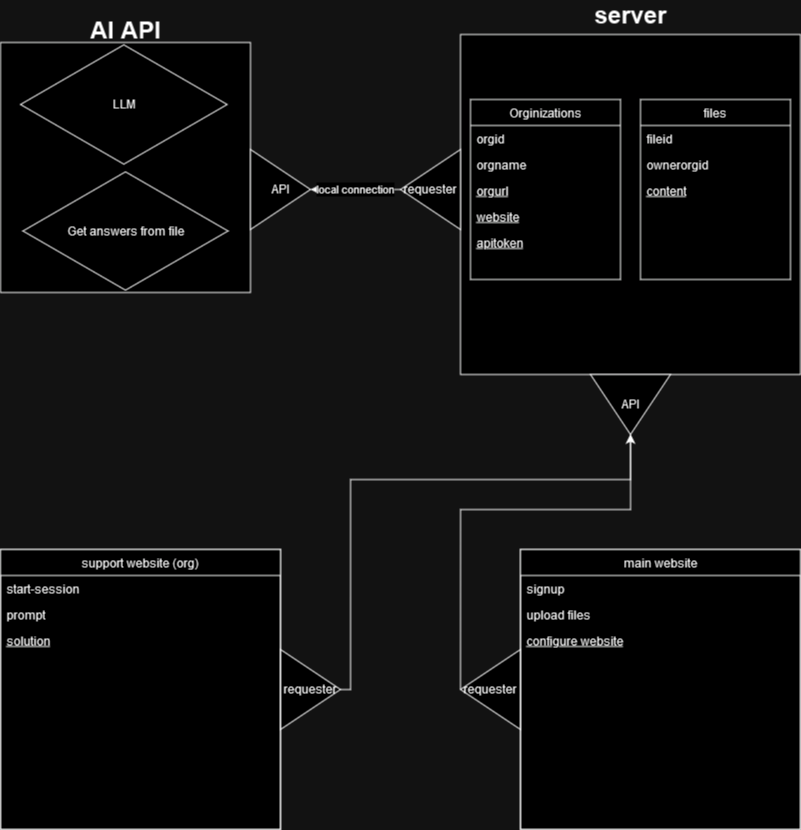 AI API
server
LLM
Get answers from file
API
local connection
requester
Orginizations
orgid
orgname
orgurl
website
apitoken
files
fileid
ownerorgid
content
API
support website (org)
start-session
prompt
solution
requester
main website
signup
upload files
configure website
requester